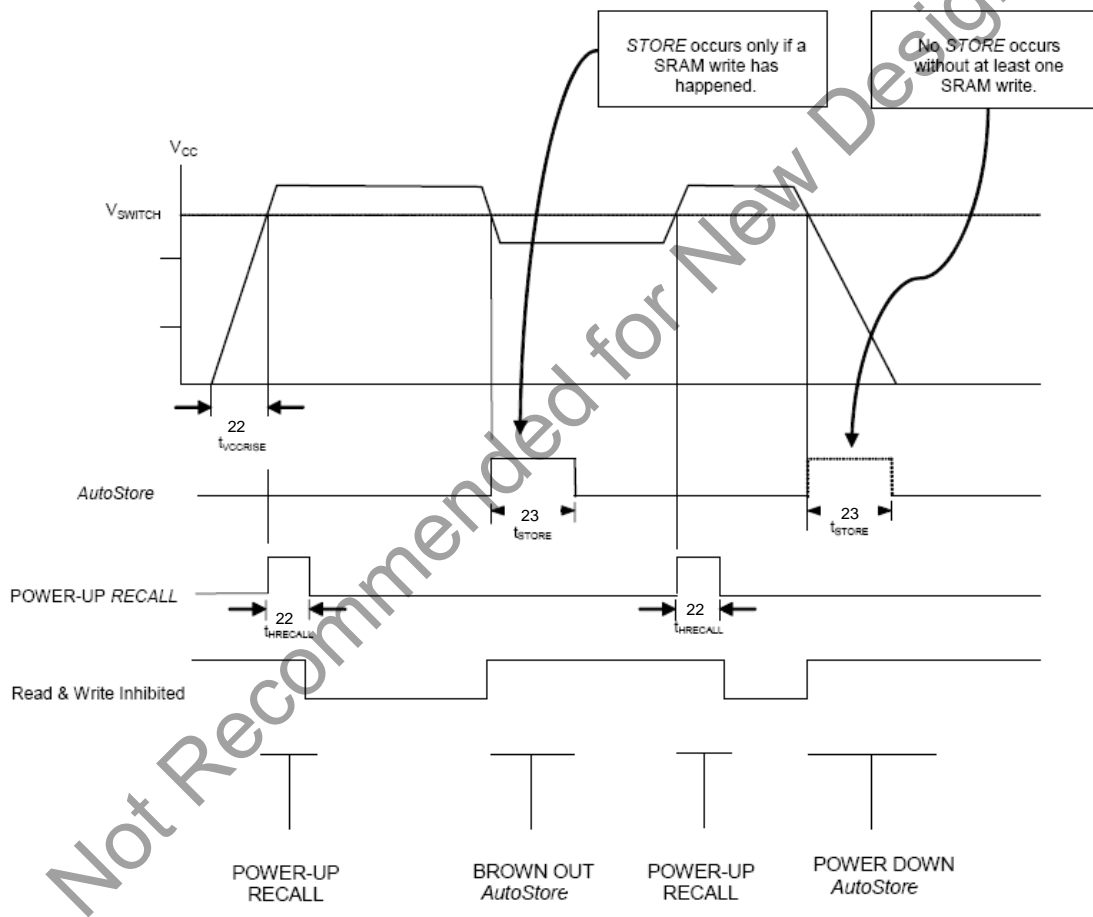 STORE occurs only if a
SRAM write has
happened.
No STORE occurs
without at least one
SRAM write.
VCC
VSWITCH
22
tVCCRISE
AutoStore
23
tSTORE
23
tSTORE
POWER-UP RECALL
22
tHRECALL
22
tHRECALL
Read & Write Inhibited
POWER-UP
RECALL
BROWN OUT
AutoStore
POWER-UP
RECALL
POWER DOWN
AutoStore
Not Recommended for New Design